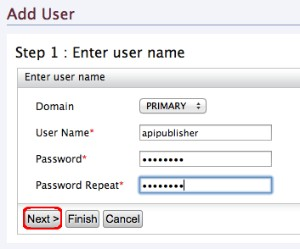 Add User
Step 1 : Enter user name
Enter user name
Domain PRIMARY
User Name* apipublisher
Password* ••••••••
Password Repeat* ••••••••
Next > Finish Cancel